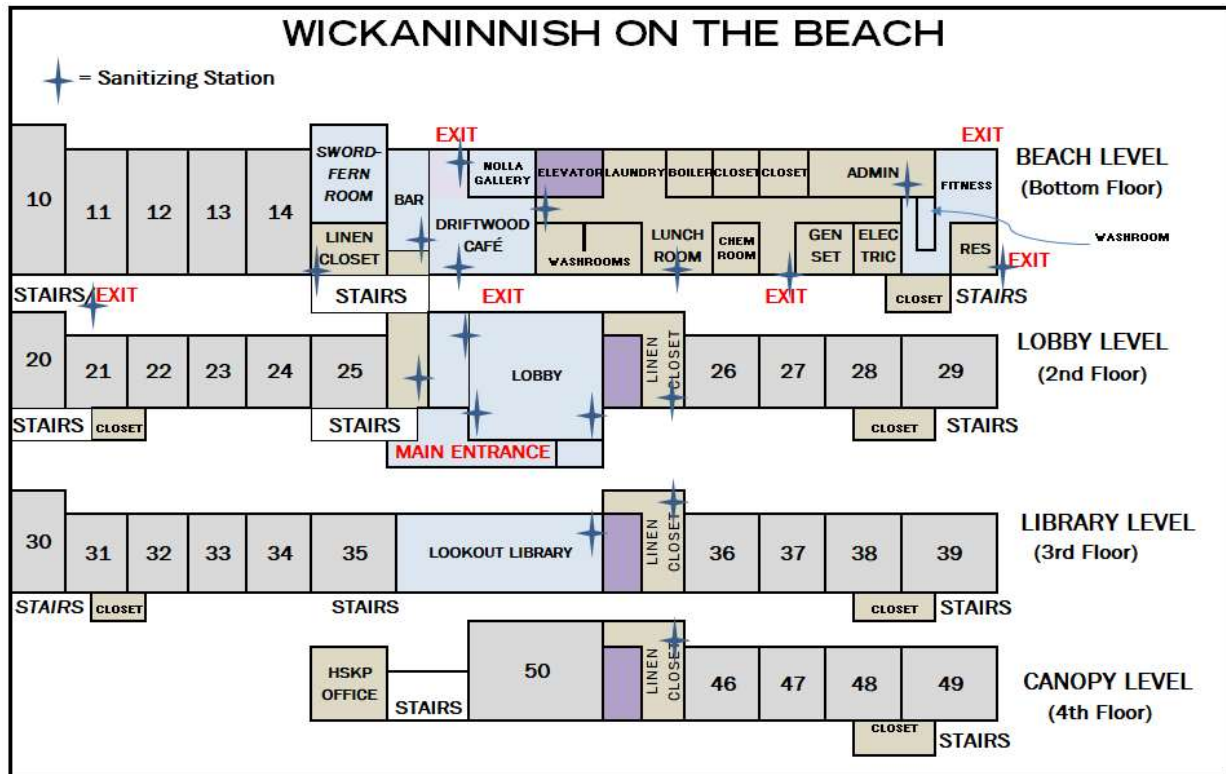 WICKANINNISH ON THE BEACH
= Sanitizing Station
EXIT
EXIT
10
11
12
13
14
SWORD-
FERN
ROOM
LINEN
CLOSET
BAR
NOLLA
GALLERY
DRIFTWOOD
CAFÉ
ELEVATOR
LAUNDRY
BOILER
CLOSET
CLOSET
ADMIN
FITNESS
WASHROOMS
LUNCH
ROOM
CHEM
ROOM
GEN
SET
ELEC
TRIC
RES
EXIT
WASHROOM
BEACH LEVEL
(Bottom Floor)
STAIRS/EXIT
STAIRS
EXIT
EXIT
CLOSET
STAIRS
20
21
22
23
24
25
LOBBY
LINEN
CLOSET
26
27
28
29
LOBBY LEVEL
(2nd Floor)
STAIRS
CLOSET
STAIRS
MAIN ENTRANCE
CLOSET
STAIRS
30
31
32
33
34
35
LOOKOUT LIBRARY
LINEN
CLOSET
36
37
38
39
LIBRARY LEVEL
(3rd Floor)
STAIRS
CLOSET
STAIRS
CLOSET
STAIRS
HSKP
OFFICE
STAIRS
50
LINEN
CLOSET
46
47
48
49
CANOPY LEVEL
(4th Floor)
CLOSET
STAIRS